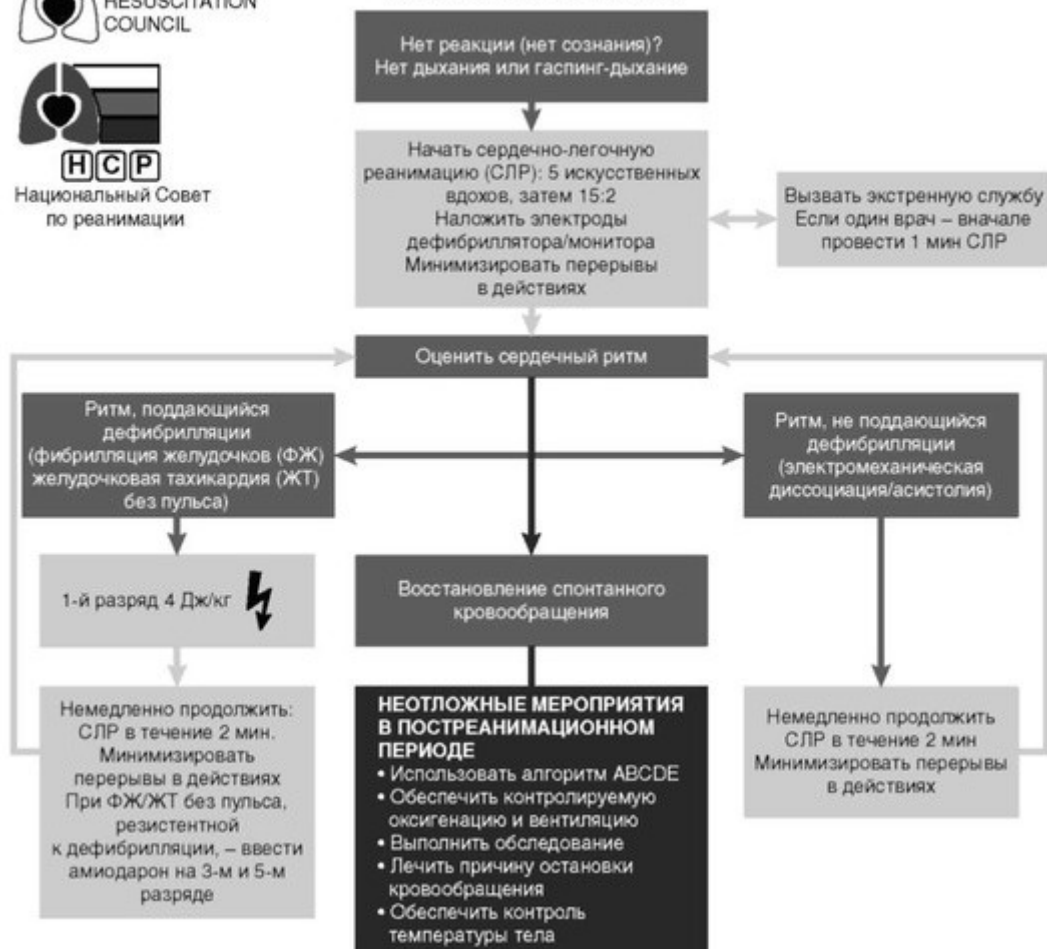 RESUSCITATION
COUNCIL
НСР
Национальный Совет
по реанимации
Нет реакции (нет сознания)?
Нет дыхания или гаспинг-дыхание
Начать сердечно-легочную
реанимацию (СЛР): 5 искусственных
вдохов, затем 15:2
Наложить электроды
дефибриллятора/монитора
Минимизировать перерывы
в действиях
Вызвать экстренную службу
Если один врач – вначале
провести 1 мин СЛР
Оценить сердечный ритм
Ритм, поддающийся
дефибрилляции
(фибрилляция желудочков (ФЖ)
желудочковая тахикардия (ЖТ)
без пульса)
Ритм, не поддающийся
дефибрилляции
(электромеханическая
диссоциация/асистолия)
1-й разряд 4 Дж/кг
Восстановление спонтанного
кровообращения
Немедленно продолжить:
СЛР в течение 2 мин.
Минимизировать
перерывы в действиях
При ФЖ/ЖТ без пульса,
резистентной
к дефибрилляции, – ввести
амиодарон на 3-м и 5-м
разряде
НЕОТЛОЖНЫЕ МЕРОПРИЯТИЯ
В ПОСТРЕАНИМАЦИОННОМ
ПЕРИОДЕ
• Использовать алгоритм ABCDE
• Обеспечить контролируемую
оксигенацию и вентиляцию
• Выполнить обследование
• Лечить причину остановки
кровообращения
• Обеспечить контроль
температуры тела
Немедленно продолжить
СЛР в течение 2 мин
Минимизировать перерывы
в действиях